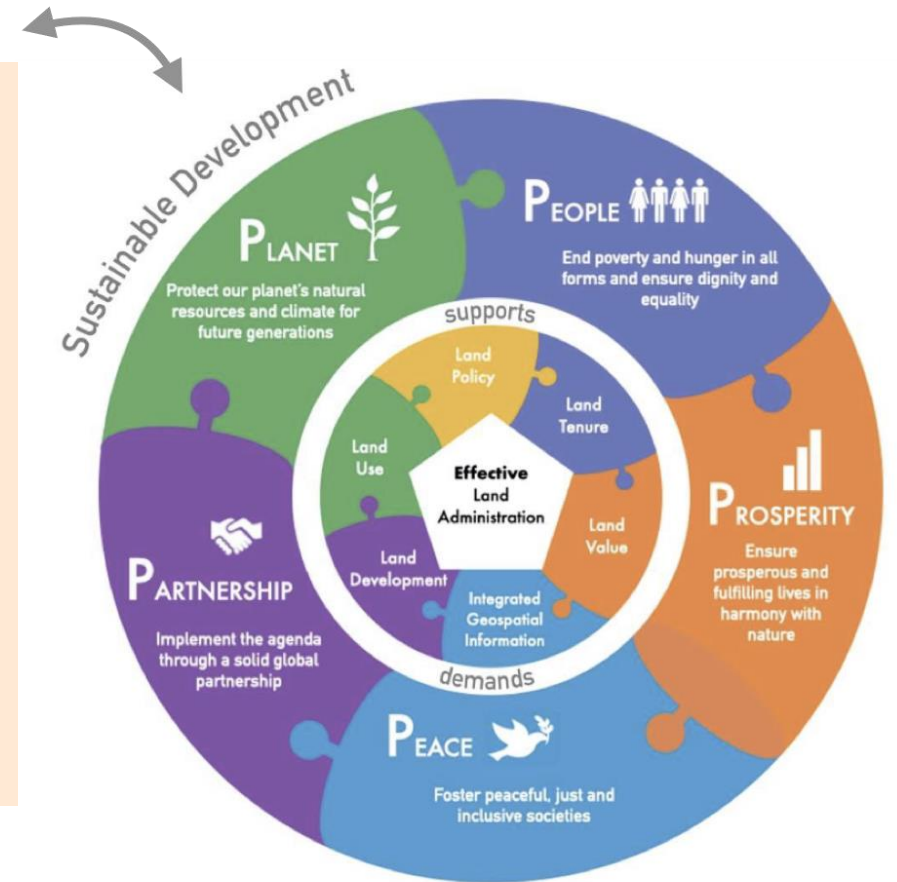 Sustainable Development
PLANET
Protect our planet's natural
resources and climate for
future generations
PEOPLE
End poverty and hunger in all
forms and ensure dignity and
equality
PROSPERITY
Ensure
prosperous and
fulfilling lives in
harmony with
nature
PEACE
Foster peaceful, just and
inclusive societies
PARTNERSHIP
Implement the agenda
through a solid global
partnership
supports
Land
Policy
Land
Tenure
Land
Value
Integrated
Geospatial
Information
Land
Development
Land
Use
Effective
Land
Administration
demands